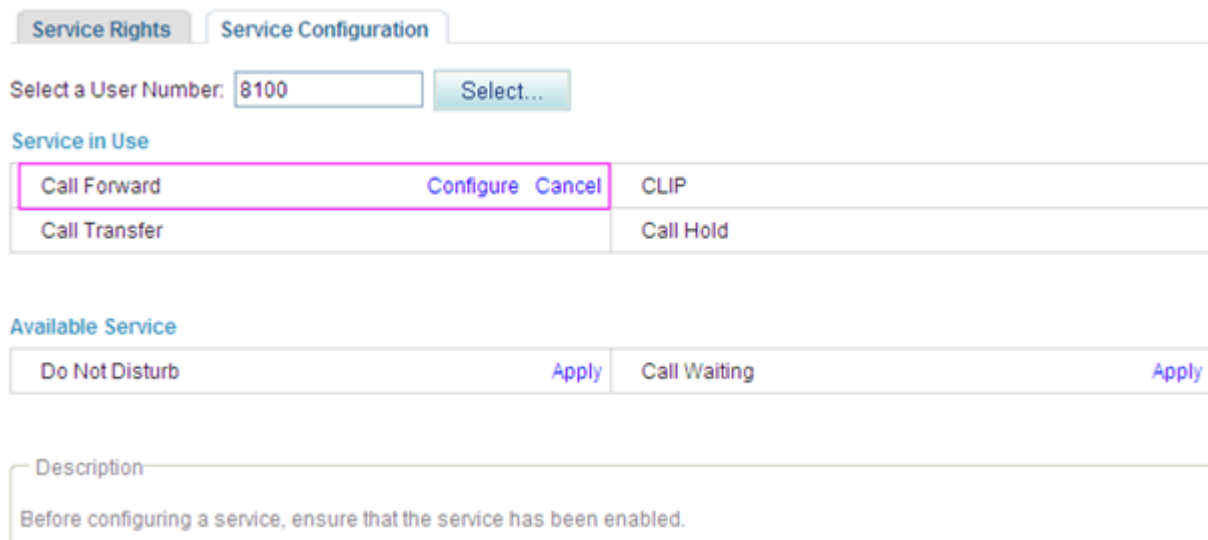 Service Rights Service Configuration
Select a User Number: 8100 Select...
Service in Use
Call Forward Configure Cancel CLIP
Call Transfer Call Hold
Available Service
Do Not Disturb Apply Call Waiting Apply
Description
Before configuring a service, ensure that the service has been enabled.